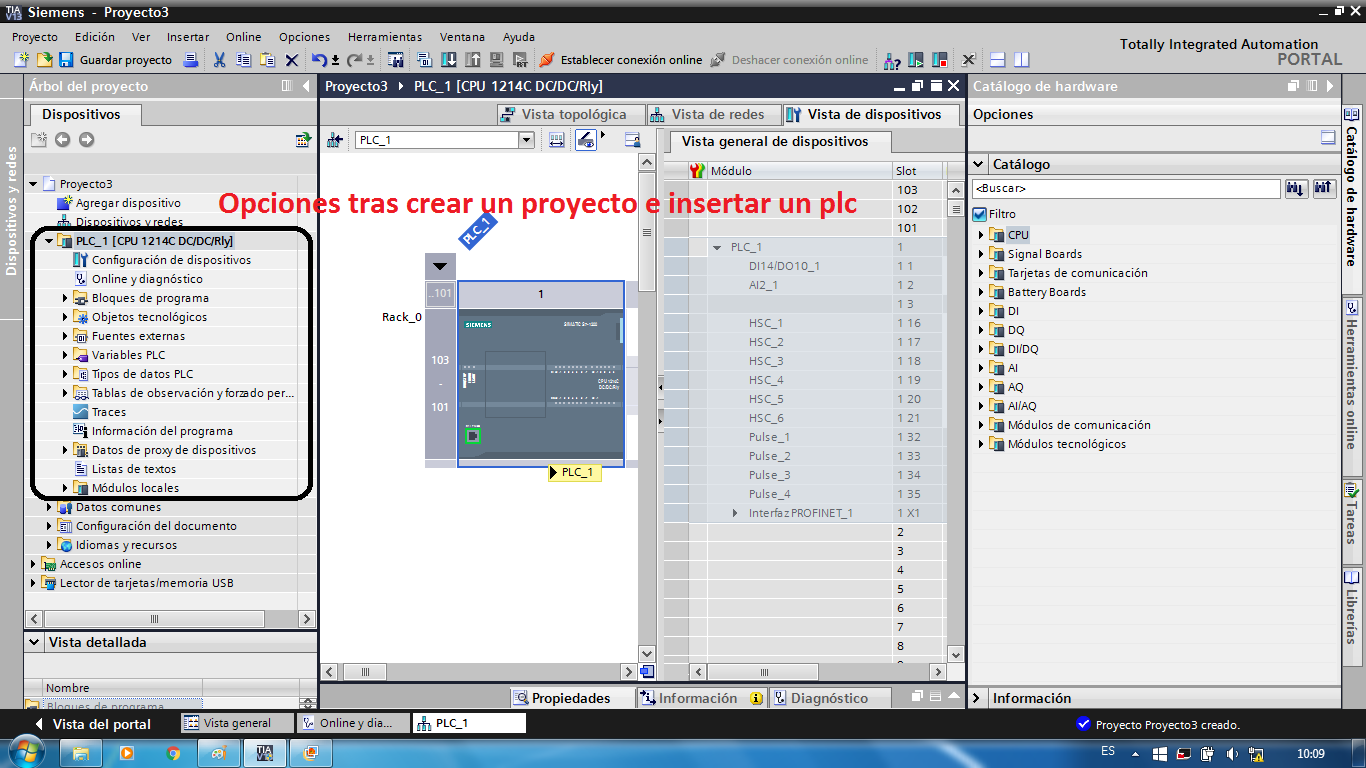 Siemens - Proyecto3
Proyecto Edición Ver Insertar Online Opciones Herramientas Ventana Ayuda
Totally Integrated Automation
PORTAL
Guardar proyecto
Establecer conexión online
Deshacer conexión online
Árbol del proyecto
Dispositivos
Dispositivos y redes
Proyecto3
Agregar dispositivo
Dispositivos y redes
PLC_1 [CPU 1214C DC/DC/Rly]
Configuración de dispositivos
Online y diagnóstico
Bloques de programa
Objetos tecnológicos
Fuentes externas
Variables PLC
Tipos de datos PLC
Tablas de observación y forzado per...
Traces
Información del programa
Datos de proxy de dispositivos
Listas de textos
Módulos locales
Datos comunes
Configuración del documento
Idiomas y recursos
Accesos online
Lector de tarjetas/memoria USB
Vista detallada
Nombre
Bloques de programa
Proyecto3 PLC_1 [CPU 1214C DC/DC/Rly]
Vista topológica
Vista de redes
Vista de dispositivos
PLC_1
Opciones tras crear un proyecto e insertar un plc
PLC_1
..101
1
Rack_0
103
-
101
SIEMENS
SIMATIC S7-1200
CPU 1214C
DC/DC/Rly
PLC_1
Vista general de dispositivos
Módulo Slot
103
102
101
PLC_1 1
DI14/DO10_1 1 1
AI2_1 1 2
1 3
HSC_1 1 16
HSC_2 1 17
HSC_3 1 18
HSC_4 1 19
HSC_5 1 20
HSC_6 1 21
Pulse_1 1 32
Pulse_2 1 33
Pulse_3 1 34
Pulse_4 1 35
Interfaz PROFINET_1 1 X1
2
3
4
5
6
7
8
Propiedades
Información
Diagnóstico
Catálogo de hardware
Opciones
Catálogo
<Buscar>
Filtro
CPU
Signal Boards
Tarjetas de comunicación
Battery Boards
DI
DQ
DI/DQ
AI
AQ
AI/AQ
Módulos de comunicación
Módulos tecnológicos
Información
Catálogo de hardware
Herramientas online
Tareas
Librerías
Vista del portal
Vista general
Online y dia...
PLC_1
Proyecto Proyecto3 creado.
ES
10:09